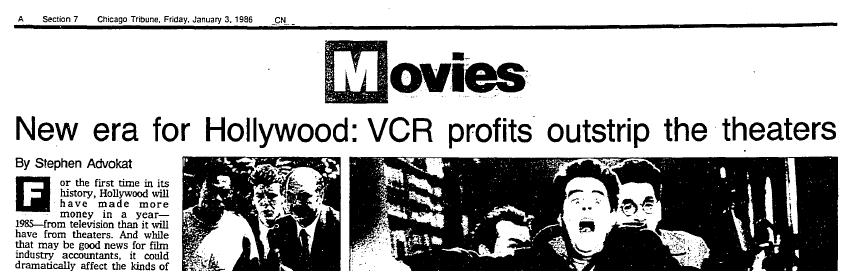 A Section 7 Chicago Tribune, Friday, January 3, 1986 CN
Movies
New era for Hollywood: VCR profits outstrip the theaters
By Stephen Advokat
For the first time in its
history, Hollywood will
have made more
money in a year—
1985—from television than it will
have from theaters. And while
that may be good news for film
industry accountants, it could
dramatically affect the kinds of